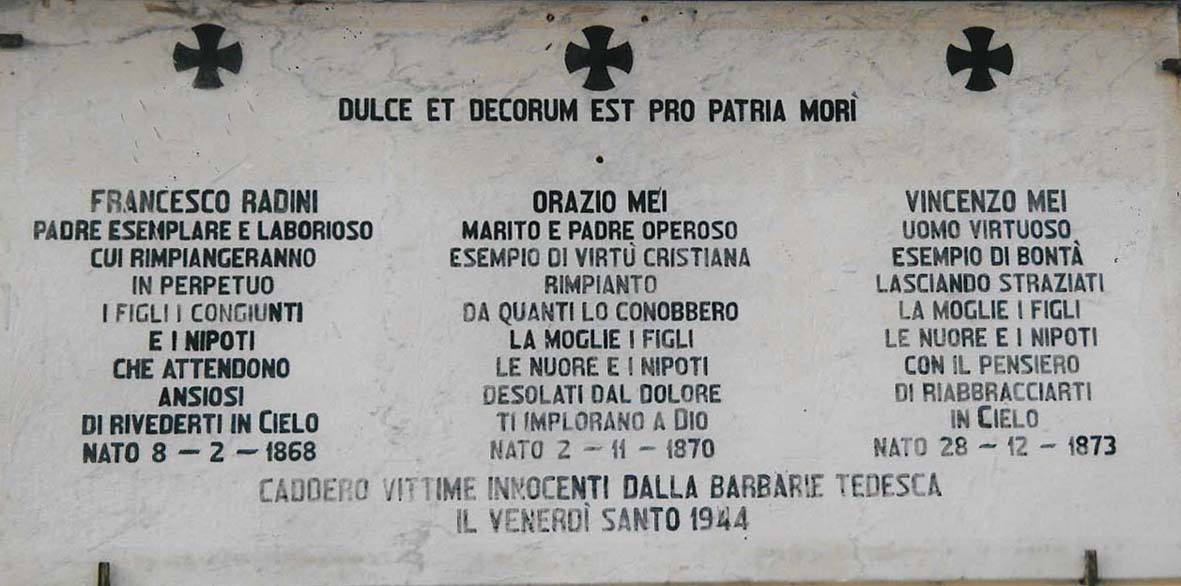 DULCE ET DECORUM EST PRO PATRIA MORÌ
FRANCESCO RADINI
PADRE ESEMPLARE E LABORIOSO
CUI RIMPIANGERANNO
IN PERPETUO
I FIGLI I CONGIUNTI
E I NIPOTI
CHE ATTENDONO
ANSIOSI
DI RIVEDERTI IN CIELO
NATO 8 - 2 - 1868
ORAZIO MEI
MARITO E PADRE OPEROSO
ESEMPIO DI VIRTÙ CRISTIANA
RIMPIANTO
DA QUANTI LO CONOBBERO
LA MOGLIE I FIGLI
LE NUORE E I NIPOTI
DESOLATI DAL DOLORE
TI IMPLORANO A DIO
NATO 2 - 11 - 1870
VINCENZO MEI
UOMO VIRTUOSO
ESEMPIO DI BONTÀ
LASCIANDO STRAZIATI
LA MOGLIE I FIGLI
LE NUORE E I NIPOTI
CON IL PENSIERO
DI RIABBRACCIARTI
IN CIELO
NATO 28 - 12 - 1873
CADDERO VITTIME INNOCENTI DALLA BARBARIE TEDESCA
IL VENERDÌ SANTO 1944